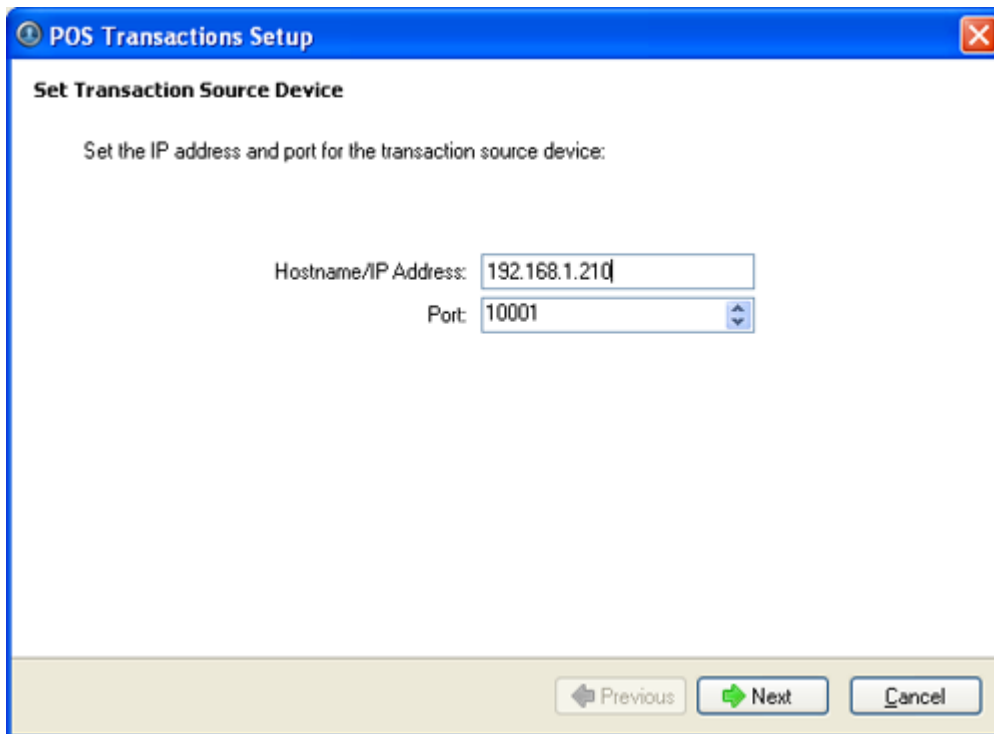 POS Transactions Setup
Set Transaction Source Device
Set the IP address and port for the transaction source device:
Hostname/IP Address: 192.168.1.210
Port: 10001
Previous Next Cancel